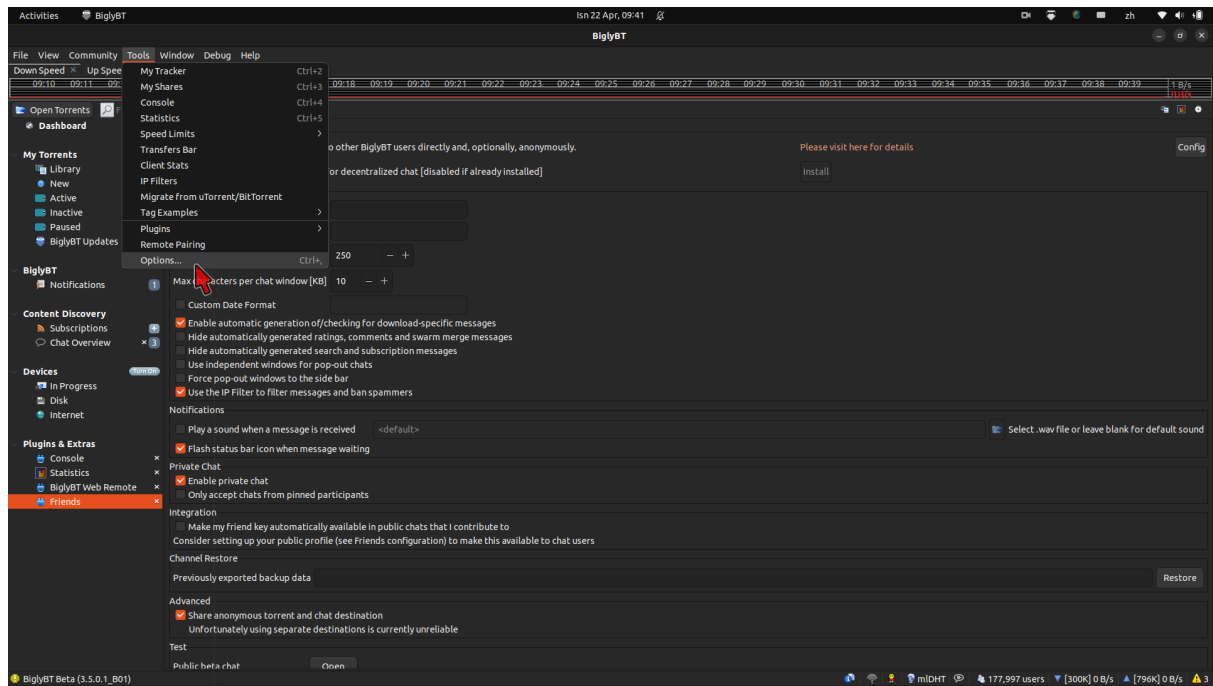 Activities BiglyBT Isn 22 Apr, 09:41 zh
BiglyBT
File View Community Tools Window Debug Help
Down Speed × Up Spee
09:10 09:11 09: 09:18 09:19 09:20 09:21 09:22 09:23 09:24 09:25 09:26 09:27 09:28 09:29 09:30 09:31 09:32 09:33 09:34 09:35 09:36 09:37 09:38 09:39 1 B/s
0 B/s
My Tracker Ctrl+2
My Shares Ctrl+3
Console Ctrl+4
Statistics Ctrl+5
Speed Limits
Transfers Bar
Client Stats
IP Filters
Migrate from uTorrent/BitTorrent
Tag Examples
Plugins
Remote Pairing
Options... Ctrl+,
Open Torrents F
Dashboard
My Torrents
Library
New
Active
Inactive
Paused
BiglyBT Updates
BiglyBT
Notifications 1
Content Discovery
Subscriptions +
Chat Overview × 3
Devices Turn On
In Progress
Disk
Internet
Plugins & Extras
Console ×
Statistics ×
BiglyBT Web Remote ×
Friends ×
o other BiglyBT users directly and, optionally, anonymously. Please visit here for details Config
or decentralized chat [disabled if already installed] Install
250 − +
Max characters per chat window [KB] 10 − +
Custom Date Format
Enable automatic generation of/checking for download-specific messages
Hide automatically generated ratings, comments and swarm merge messages
Hide automatically generated search and subscription messages
Use independent windows for pop-out chats
Force pop-out windows to the side bar
Use the IP Filter to filter messages and ban spammers
Notifications
Play a sound when a message is received <default> Select .wav file or leave blank for default sound
Flash status bar icon when message waiting
Private Chat
Enable private chat
Only accept chats from pinned participants
Integration
Make my friend key automatically available in public chats that I contribute to
Consider setting up your public profile (see Friends configuration) to make this available to chat users
Channel Restore
Previously exported backup data Restore
Advanced
Share anonymous torrent and chat destination
Unfortunately using separate destinations is currently unreliable
Test
Public beta chat Open
BiglyBT Beta (3.5.0.1_B01) mlDHT 177,997 users [300K] 0 B/s [796K] 0 B/s 3